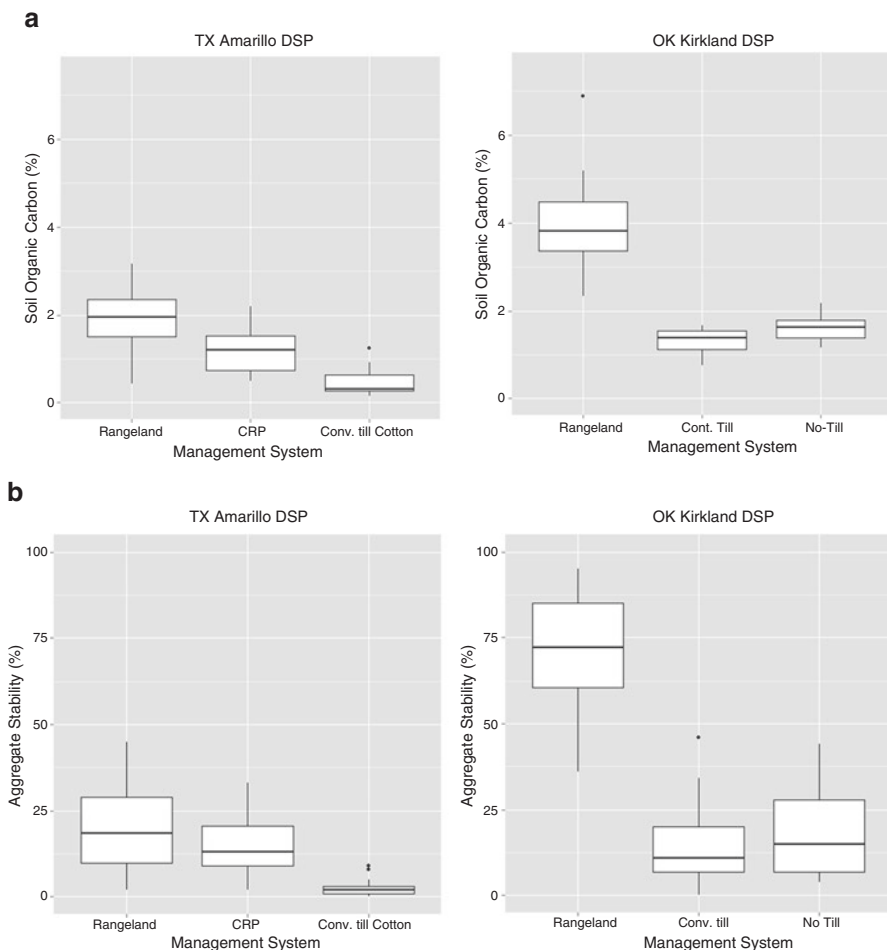 a
TX Amarillo DSP
Soil Organic Carbon (%)
6
4
2
0
Rangeland CRP Conv. till Cotton
Management System
OK Kirkland DSP
Soil Organic Carbon (%)
6
4
2
0
Rangeland Cont. Till No-Till
Management System
b
TX Amarillo DSP
Aggregate Stability (%)
100
75
50
25
0
Rangeland CRP Conv. till Cotton
Management System
OK Kirkland DSP
Aggregate Stability (%)
100
75
50
25
0
Rangeland Conv. till No Till
Management System